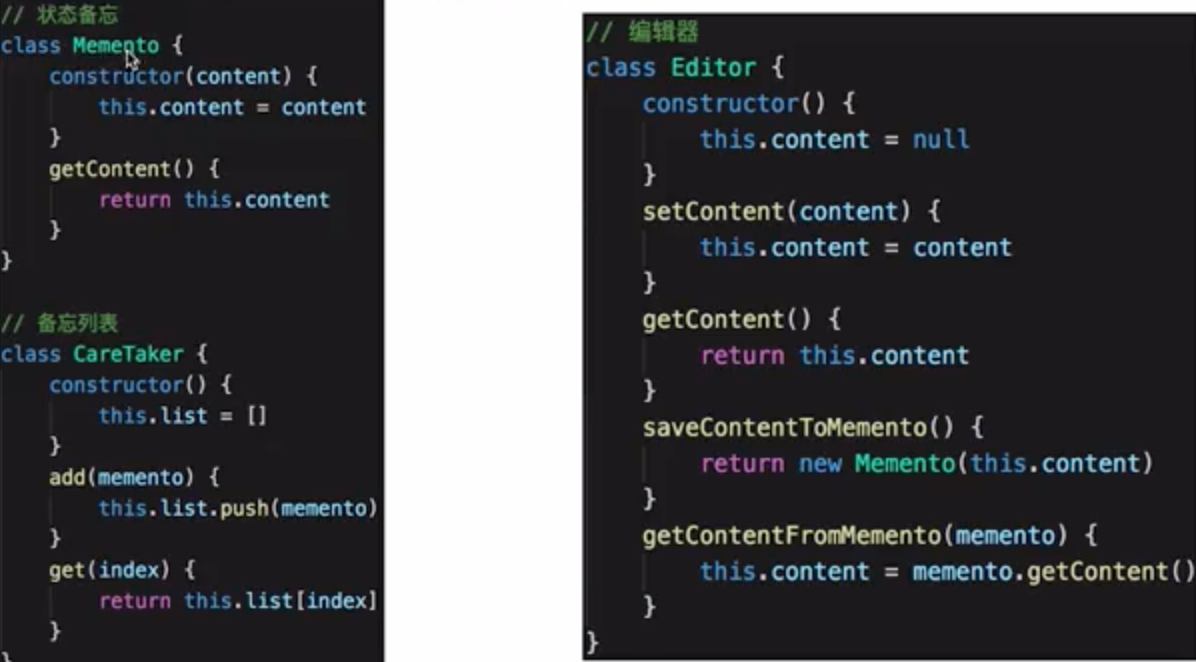 // 状态备忘
class Memento {
    constructor(content) {
        this.content = content
    }
    getContent() {
        return this.content
    }
}
// 备忘列表
class CareTaker {
    constructor() {
        this.list = []
    }
    add(memento) {
        this.list.push(memento)
    }
    get(index) {
        return this.list[index]
    }
}
// 编辑器
class Editor {
    constructor() {
        this.content = null
    }
    setContent(content) {
        this.content = content
    }
    getContent() {
        return this.content
    }
    saveContentToMemento() {
        return new Memento(this.content)
    }
    getContentFromMemento(memento) {
        this.content = memento.getContent()
    }
}